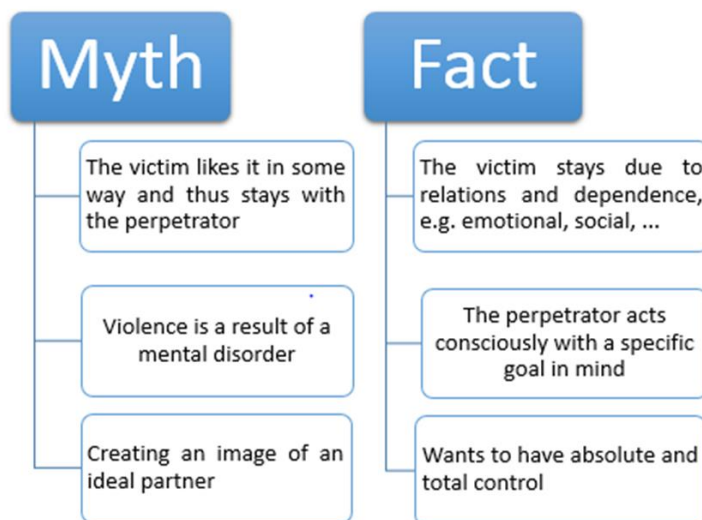 Myth
The victim likes it in some
way and thus stays with
the perpetrator
Violence is a result of a
mental disorder
Creating an image of an
ideal partner
Fact
The victim stays due to
relations and dependence,
e.g. emotional, social, ...
The perpetrator acts
consciously with a specific
goal in mind
Wants to have absolute and
total control